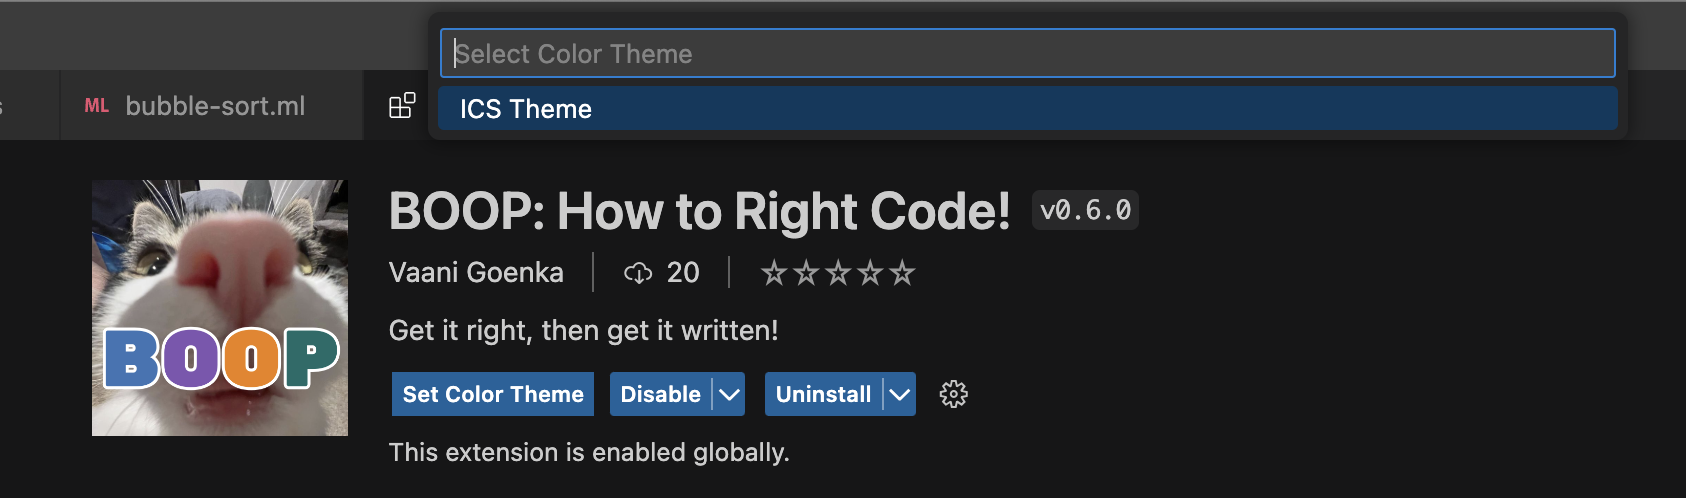 Select Color Theme
ICS Theme
ML bubble-sort.ml
BOOP
BOOP: How to Right Code! v0.6.0
Vaani Goenka 20
Get it right, then get it written!
Set Color Theme Disable Uninstall
This extension is enabled globally.